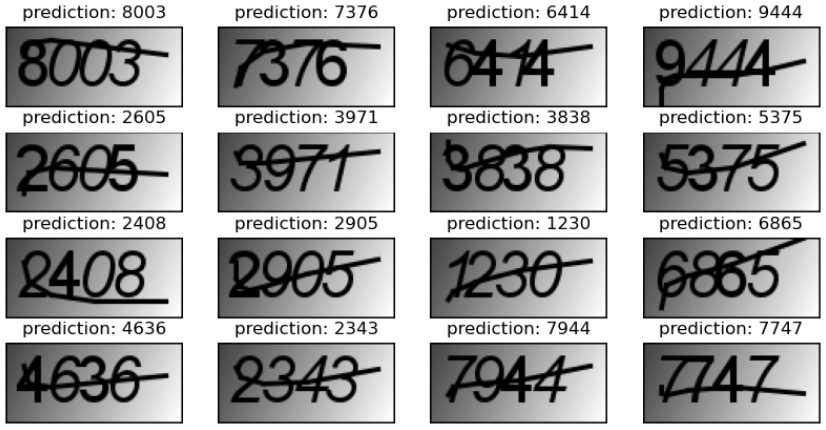 prediction: 8003 prediction: 7376 prediction: 6414 prediction: 9444
8003 7376 6414 9444
prediction: 2605 prediction: 3971 prediction: 3838 prediction: 5375
2605 3971 3838 5375
prediction: 2408 prediction: 2905 prediction: 1230 prediction: 6865
2408 2905 1230 6865
prediction: 4636 prediction: 2343 prediction: 7944 prediction: 7747
4636 2343 7944 7747